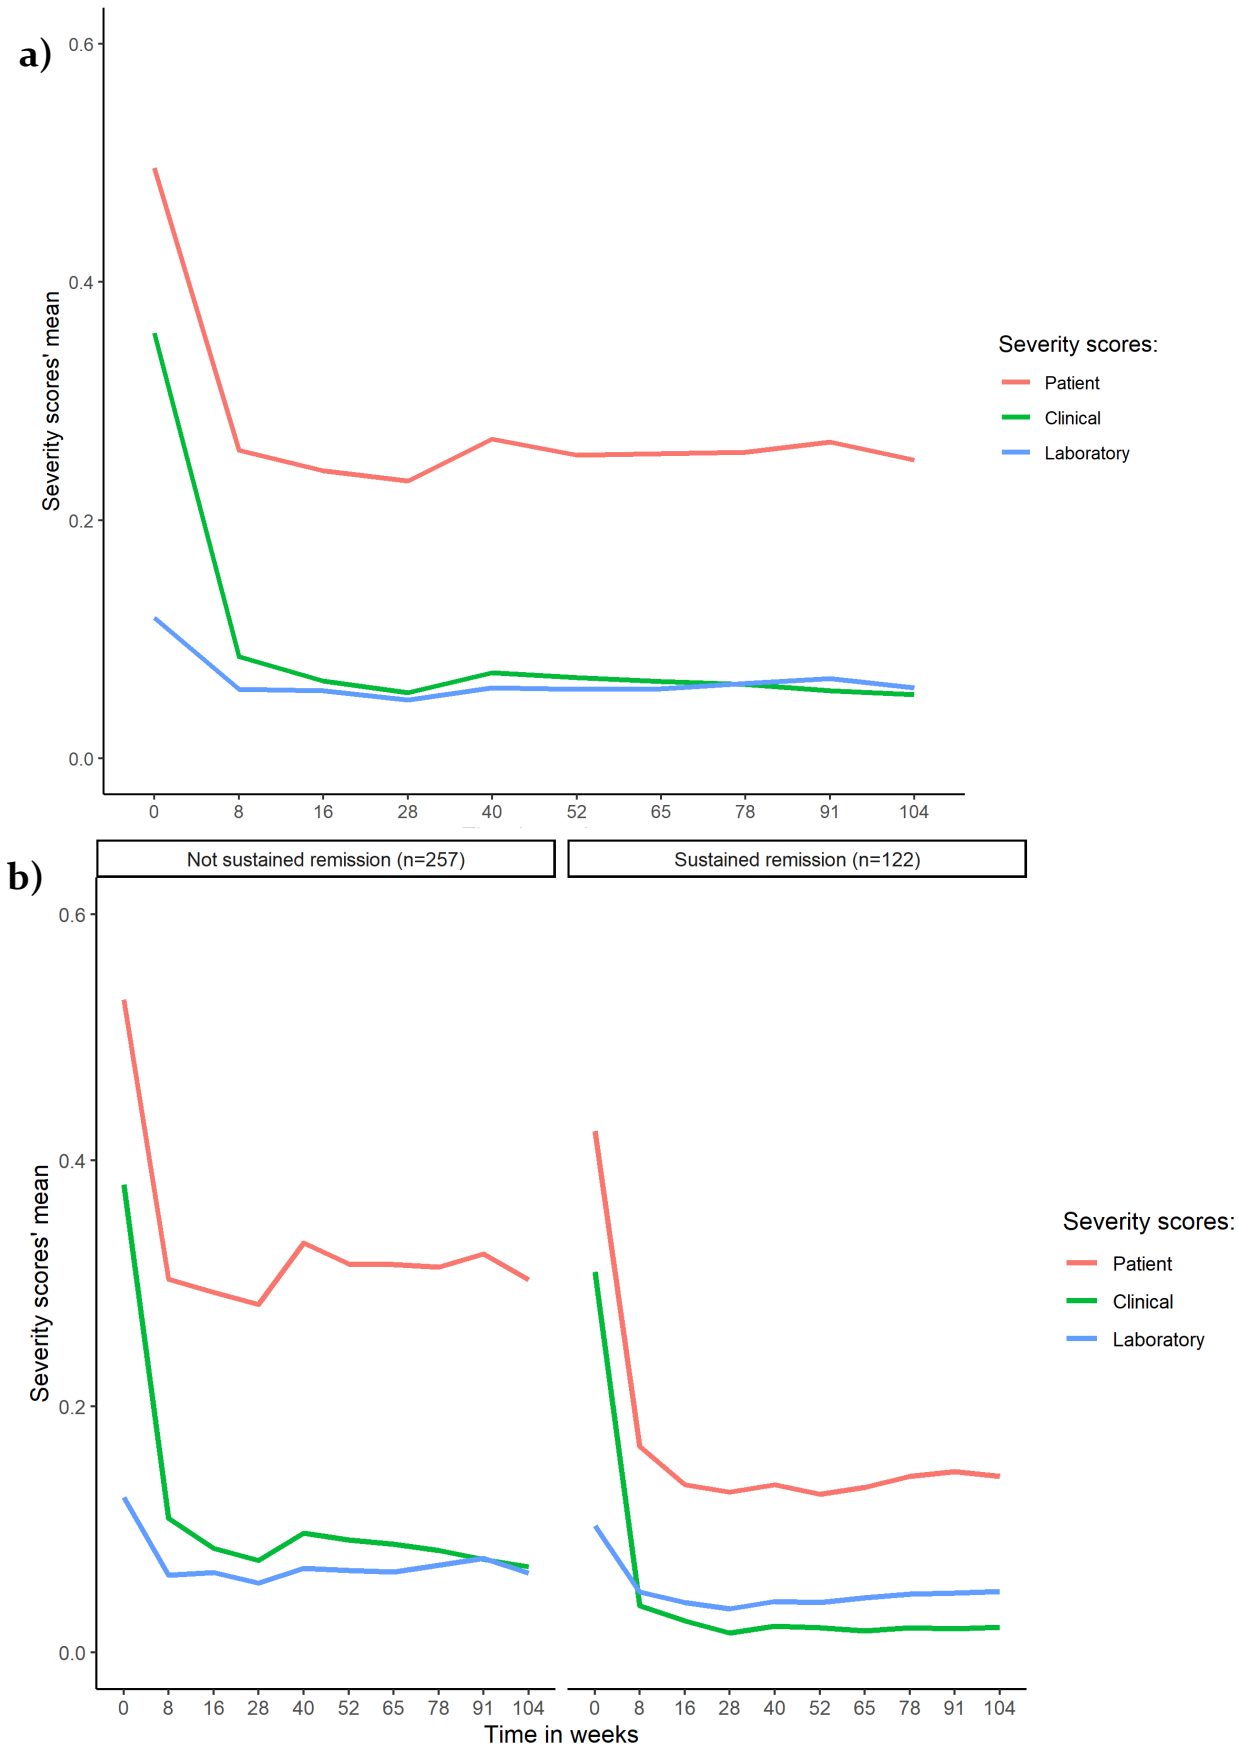 a)
0.6
0.4
0.2
0.0
Severity scores' mean
0 8 16 28 40 52 65 78 91 104
Severity scores:
Patient
Clinical
Laboratory
b)
Not sustained remission (n=257)
Sustained remission (n=122)
0.6
0.4
0.2
0.0
Severity scores' mean
0 8 16 28 40 52 65 78 91 104
0 8 16 28 40 52 65 78 91 104
Time in weeks
Severity scores:
Patient
Clinical
Laboratory